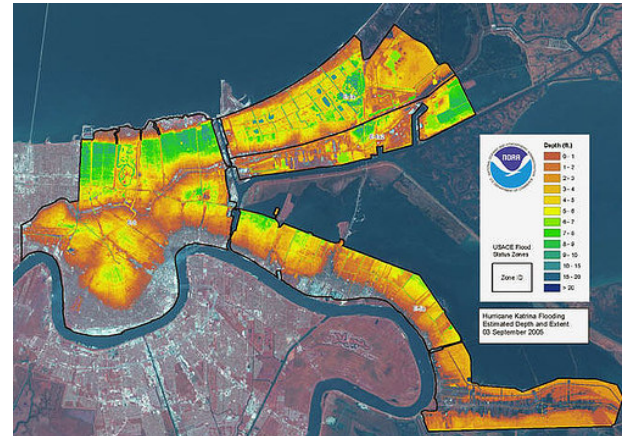 Depth (ft.)
0 - 1
1 - 2
2 - 3
3 - 4
4 - 5
5 - 6
6 - 7
7 - 8
8 - 9
9 - 10
10 - 15
15 - 20
> 20
NOAA
USACE Flood
Status Zones
Zone ID
Hurricane Katrina Flooding
Estimated Depth and Extent
03 September 2005